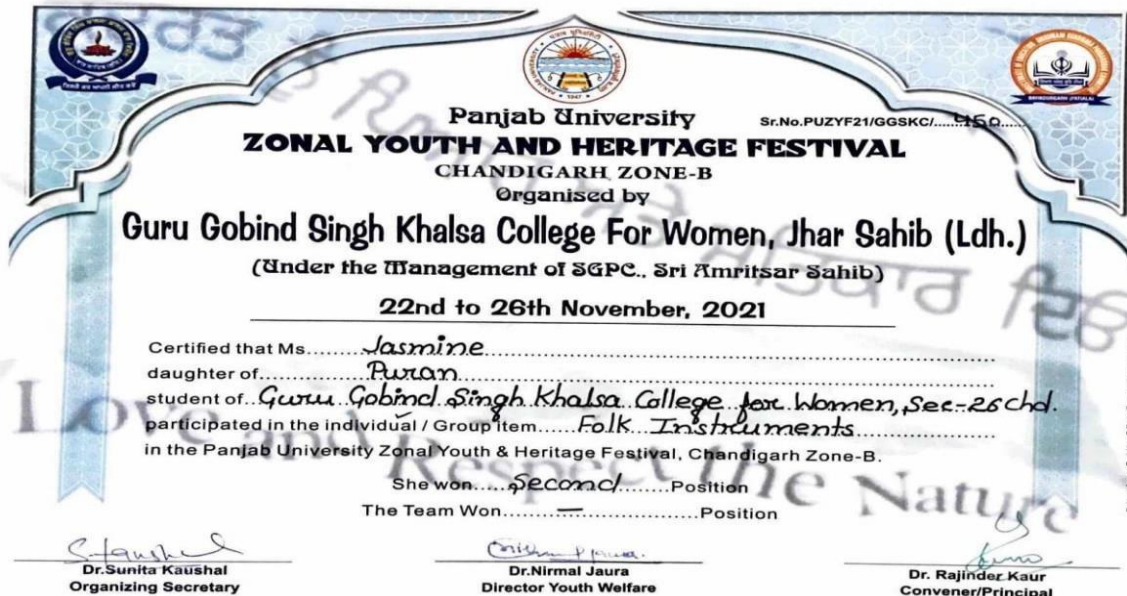 Panjab University
Sr.No.PUZYF21/GGSKC/......450......
ZONAL YOUTH AND HERITAGE FESTIVAL
CHANDIGARH ZONE-B
Organised by
Guru Gobind Singh Khalsa College For Women, Jhar Sahib (Ldh.)
(Under the Management of SGPC., Sri Amritsar Sahib)
22nd to 26th November, 2021
Certified that Ms......Jasmine
daughter of......Puran
student of..Guru Gobind Singh Khalsa College for Women, Sec-26 Chd.
participated in the individual / Group item.....Folk Instruments
in the Panjab University Zonal Youth & Heritage Festival, Chandigarh Zone-B.
She won.....Second.......Position
The Team Won.......—.......Position
Love and Respect the Nature
Dr.Sunita Kaushal
Organizing Secretary
Dr.Nirmal Jaura
Director Youth Welfare
Dr. Rajinder Kaur
Convener/Principal